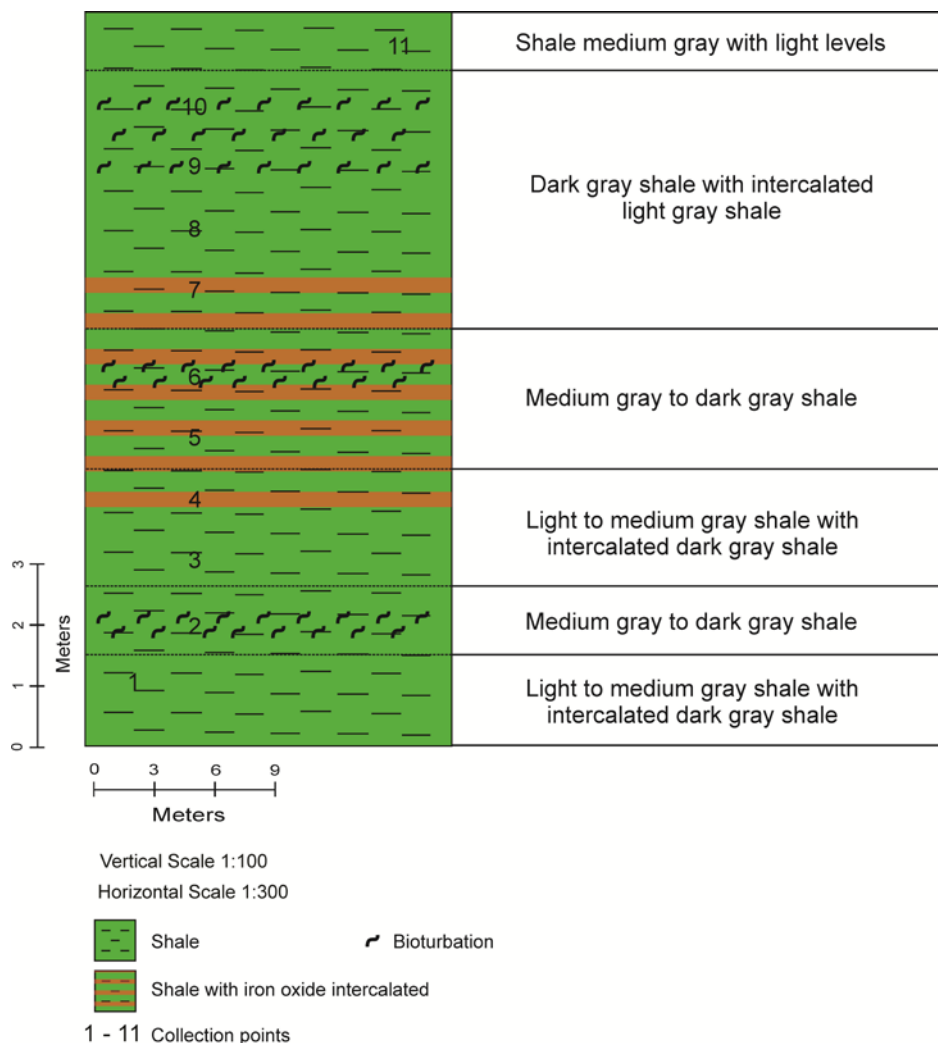 11
Shale medium gray with light levels
10
9
Dark gray shale with intercalated
light gray shale
8
7
6
Medium gray to dark gray shale
5
4
Light to medium gray shale with
intercalated dark gray shale
3
2
Medium gray to dark gray shale
1
Light to medium gray shale with
intercalated dark gray shale
3
2
1
0
Meters
0 3 6 9
Meters
Vertical Scale 1:100
Horizontal Scale 1:300
Shale
Bioturbation
Shale with iron oxide intercalated
1 - 11 Collection points